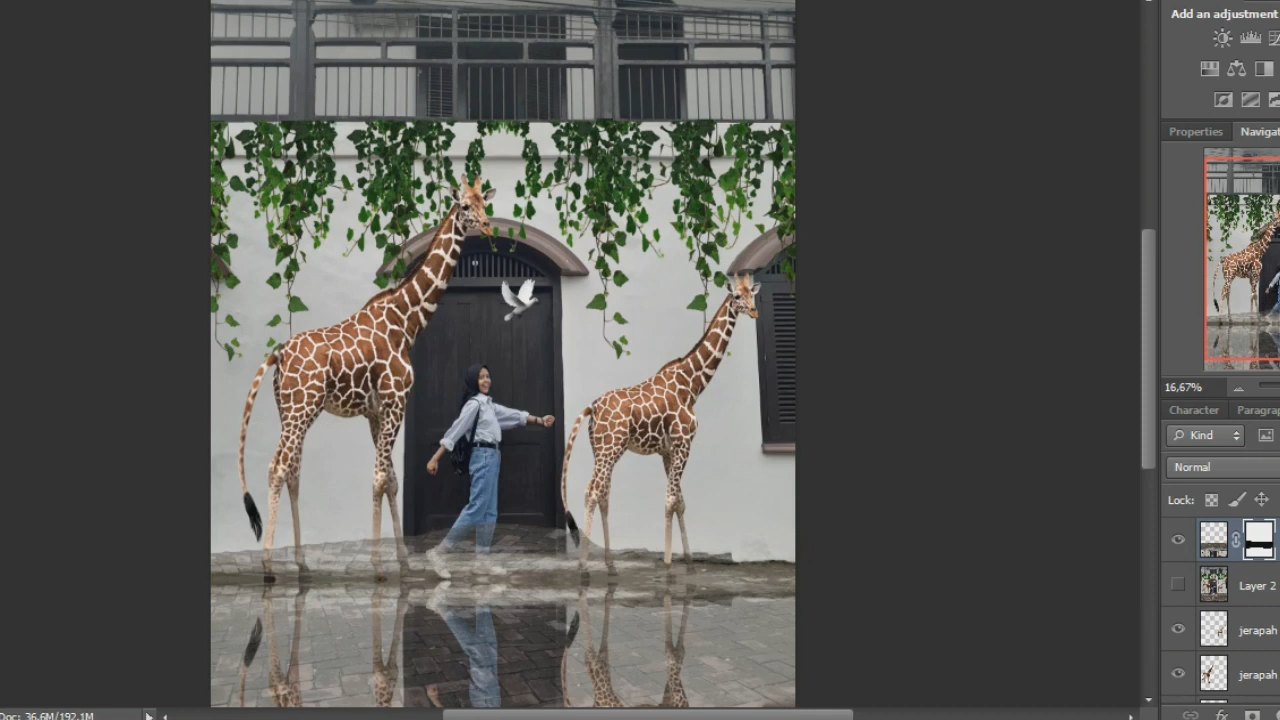 Add an adjustment
Properties
Navigat
16,67%
Character
Paragrap
Kind
Normal
Lock:
Layer 2
jerapah
jerapah
fx
Doc: 36,6M/192,1M